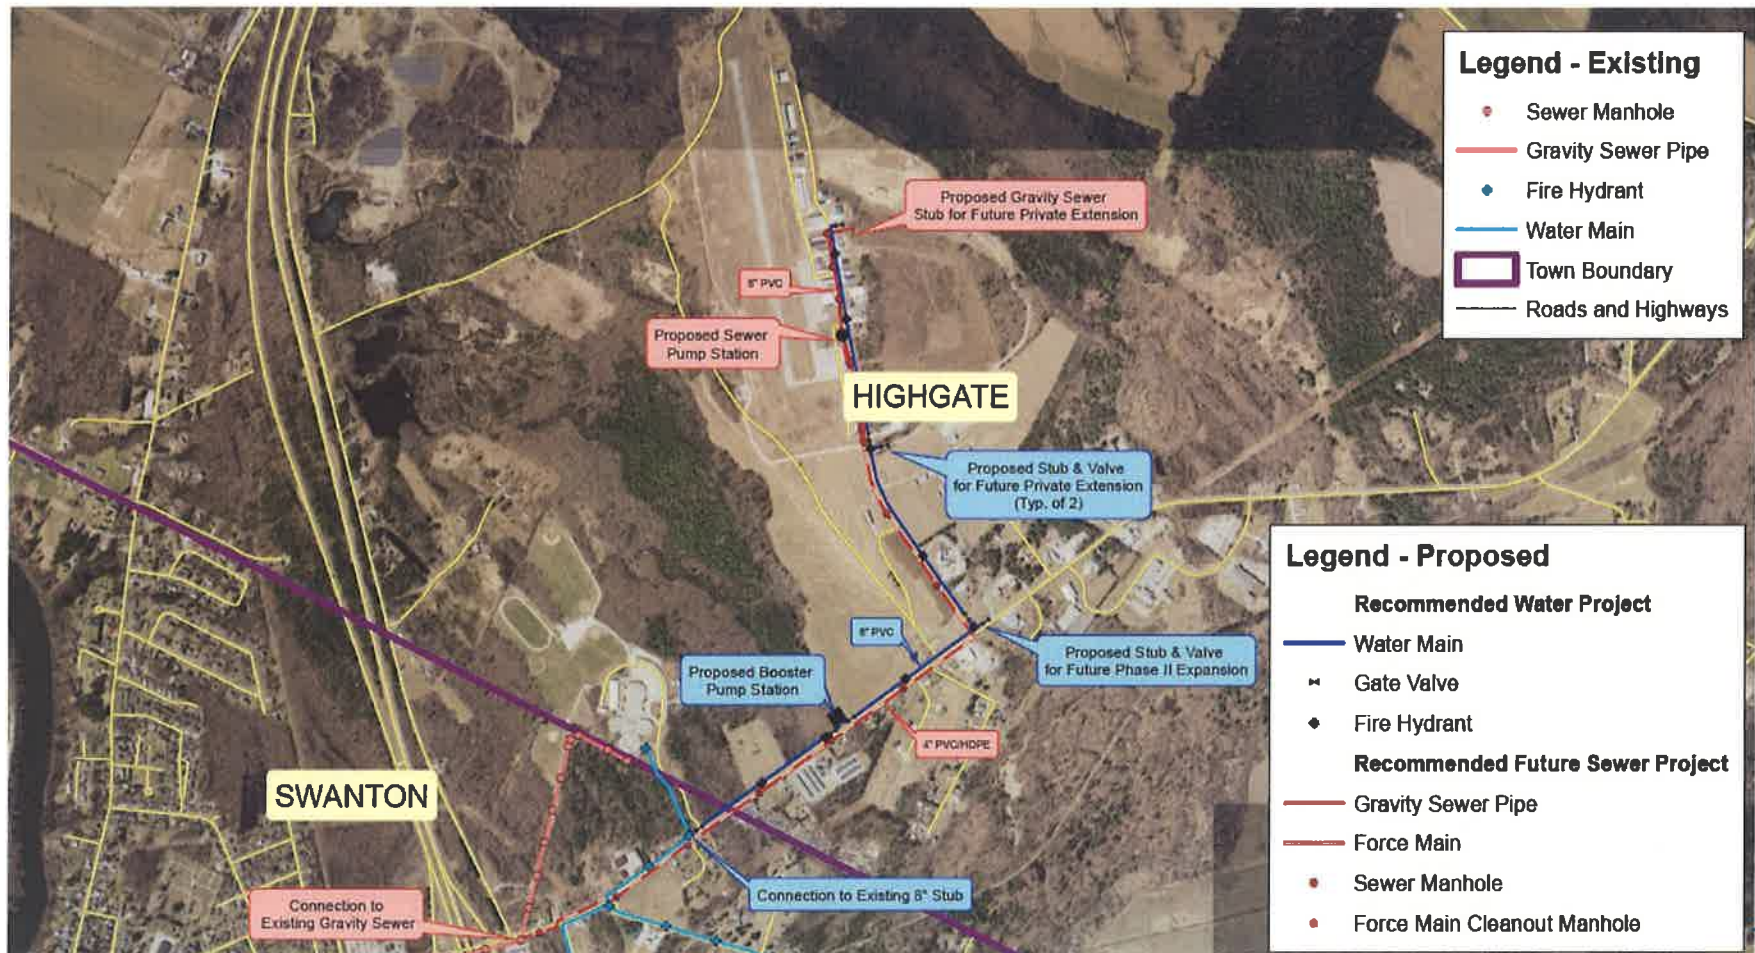 Legend - Existing
Sewer Manhole
Gravity Sewer Pipe
Fire Hydrant
Water Main
Town Boundary
Roads and Highways
Proposed Gravity Sewer
Stub for Future Private Extension
8" PVC
Proposed Sewer
Pump Station
HIGHGATE
Proposed Stub & Valve
for Future Private Extension
(Typ. of 2)
8" PVC
Proposed Stub & Valve
for Future Phase II Expansion
Proposed Booster
Pump Station
4" PVC/HDPE
SWANTON
Connection to Existing 8" Stub
Connection to
Existing Gravity Sewer
Legend - Proposed
Recommended Water Project
Water Main
Gate Valve
Fire Hydrant
Recommended Future Sewer Project
Gravity Sewer Pipe
Force Main
Sewer Manhole
Force Main Cleanout Manhole